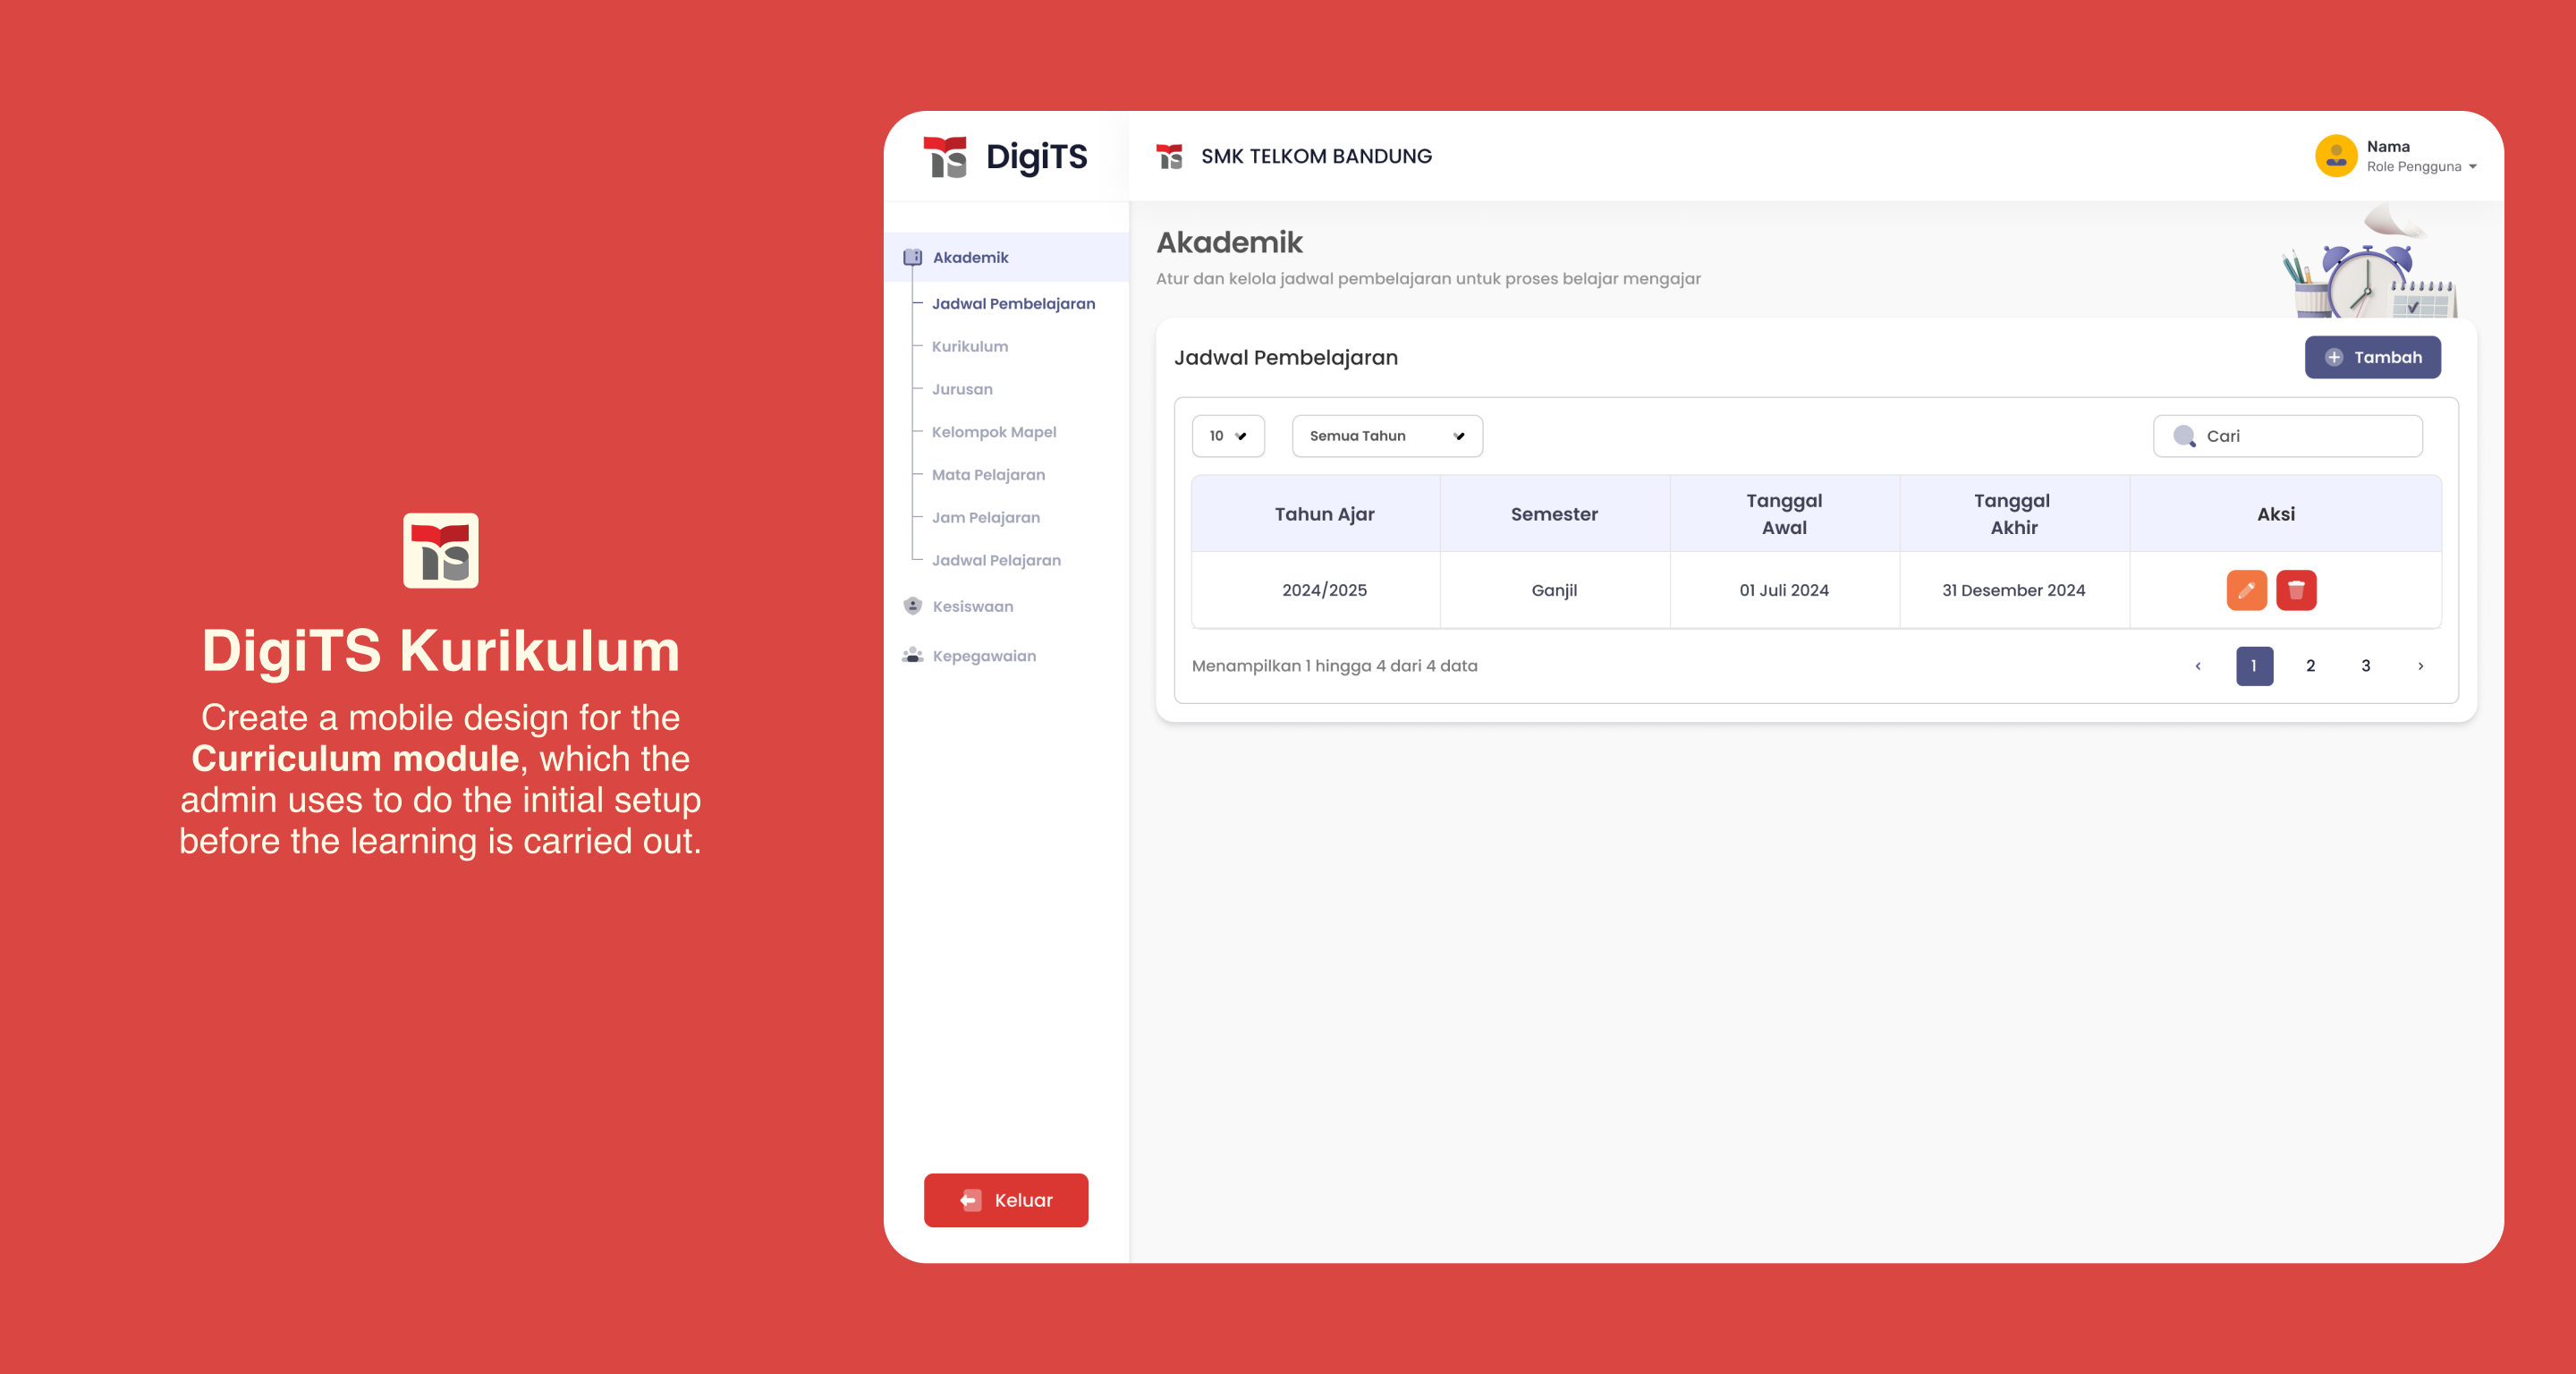 DigiTS Kurikulum
Create a mobile design for the
Curriculum module, which the
admin uses to do the initial setup
before the learning is carried out.
DigiTS
SMK TELKOM BANDUNG
Nama
Role Pengguna
Akademik
Jadwal Pembelajaran
Kurikulum
Jurusan
Kelompok Mapel
Mata Pelajaran
Jam Pelajaran
Jadwal Pelajaran
Kesiswaan
Kepegawaian
Keluar
Akademik
Atur dan kelola jadwal pembelajaran untuk proses belajar mengajar
Jadwal Pembelajaran
Tambah
10
Semua Tahun
Cari
Tahun Ajar
Semester
Tanggal
Awal
Tanggal
Akhir
Aksi
2024/2025
Ganjil
01 Juli 2024
31 Desember 2024
Menampilkan 1 hingga 4 dari 4 data
‹ 1 2 3 ›